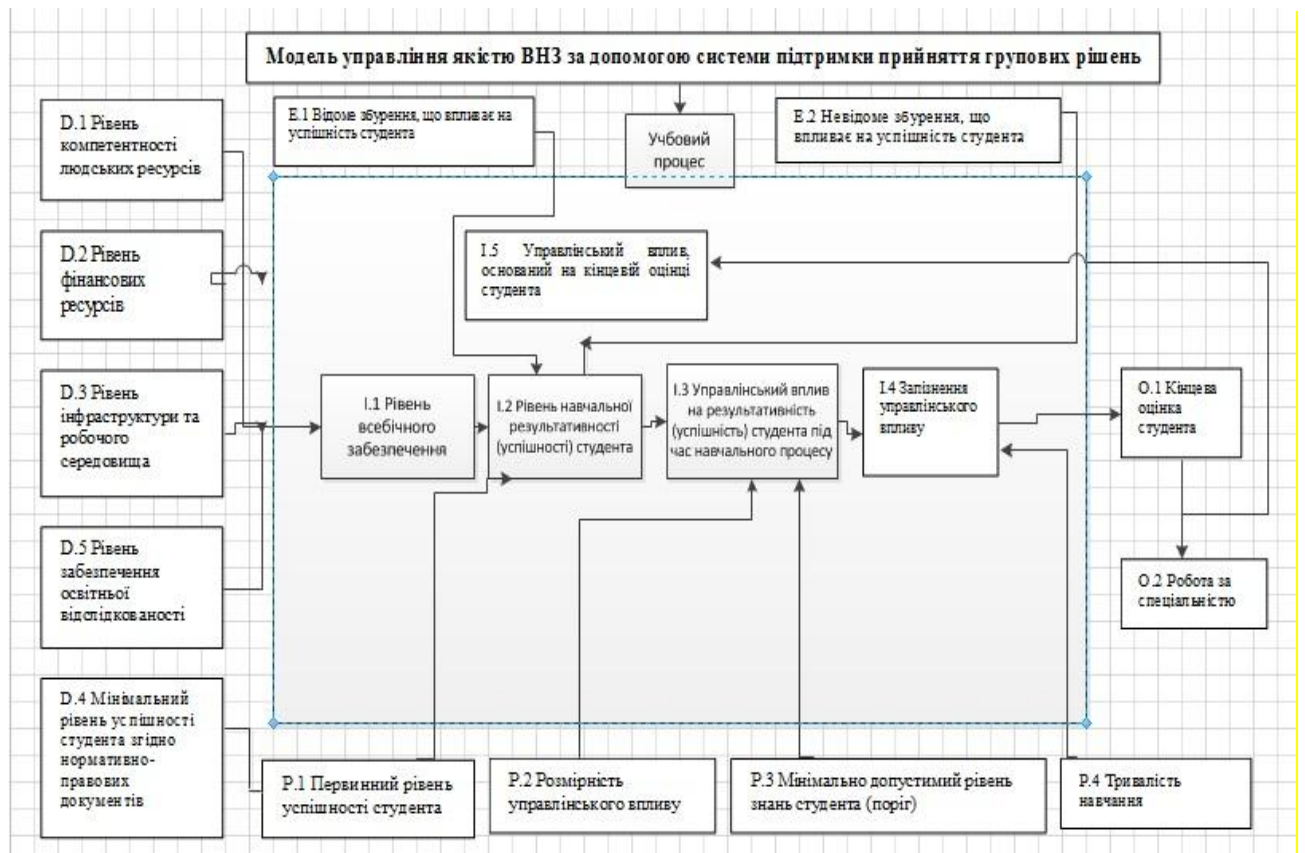 Модель управління якістю ВНЗ за допомогою системи підтримки прийняття групових рішень
D.1 Рівень
компетентності
людських ресурсів
E.1 Відоме збурення, що впливає на
успішність студента
Учбовий
процес
E.2 Невідоме збурення, що
впливає на успішність студента
D.2 Рівень
фінансових
ресурсів
I.5 Управлінський вплив,
оснований на кінцевій оцінці
студента
D.3 Рівень
інфраструктури та
робочого
середовища
I.1 Рівень
всебічного
забезпечення
I.2 Рівень навчальної
результативності
(успішності) студента
I.3 Управлінський вплив
на результативність
(успішність) студента під
час навчального процесу
I.4 Запізнення
управлінського
впливу
O.1 Кінцева
оцінка
студента
D.5 Рівень
забезпечення
освітньої
відслідкованості
O.2 Робота за
спеціальністю
D.4 Мінімальний
рівень успішності
студента згідно
нормативно-
правових
документів
P.1 Первинний рівень
успішності студента
P.2 Розмірність
управлінського впливу
P.3 Мінімально допустимий рівень
знань студента (поріг)
P.4 Тривалість
навчання